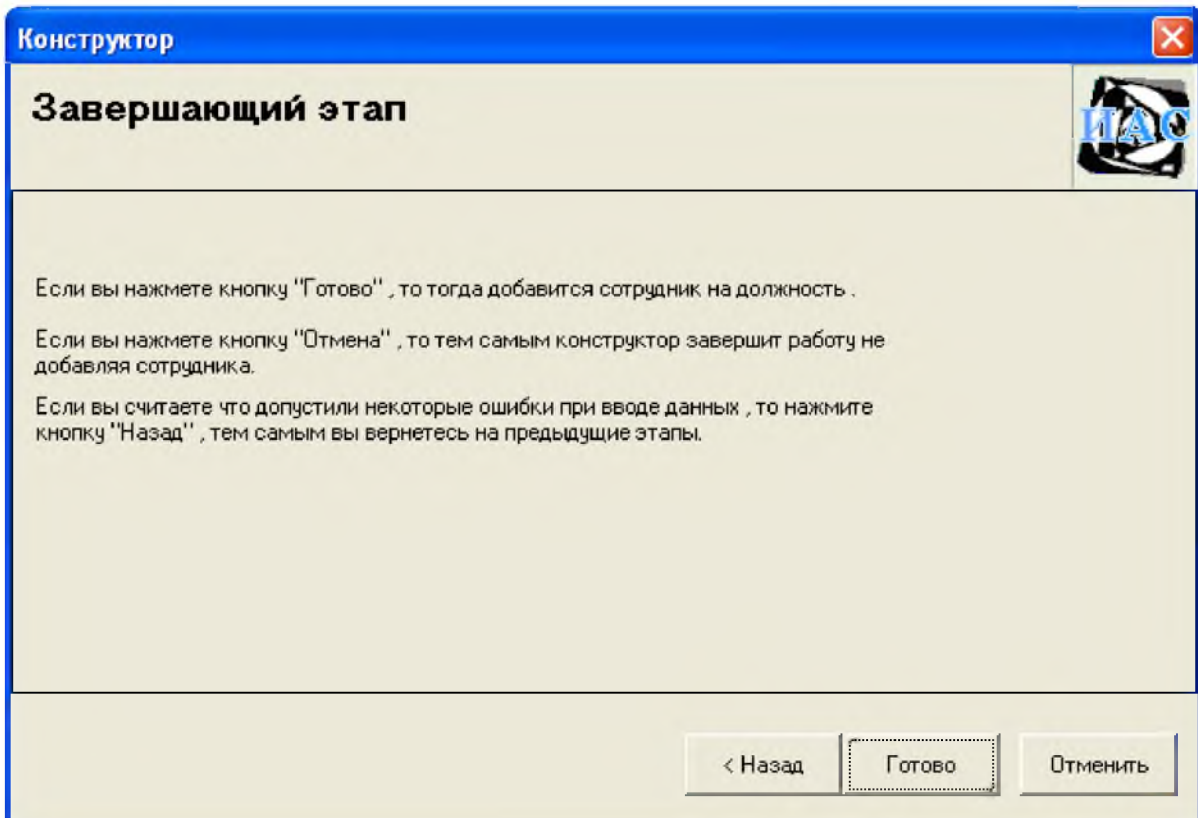 Конструктор
Завершающий этап
ИАС
Если вы нажмете кнопку "Готово" , то тогда добавится сотрудник на должность .
Если вы нажмете кнопку "Отмена" , то тем самым конструктор завершит работу не
добавляя сотрудника.
Если вы считаете что допустили некоторые ошибки при вводе данных , то нажмите
кнопку "Назад" , тем самым вы вернетесь на предыдущие этапы.
< Назад
Готово
Отменить